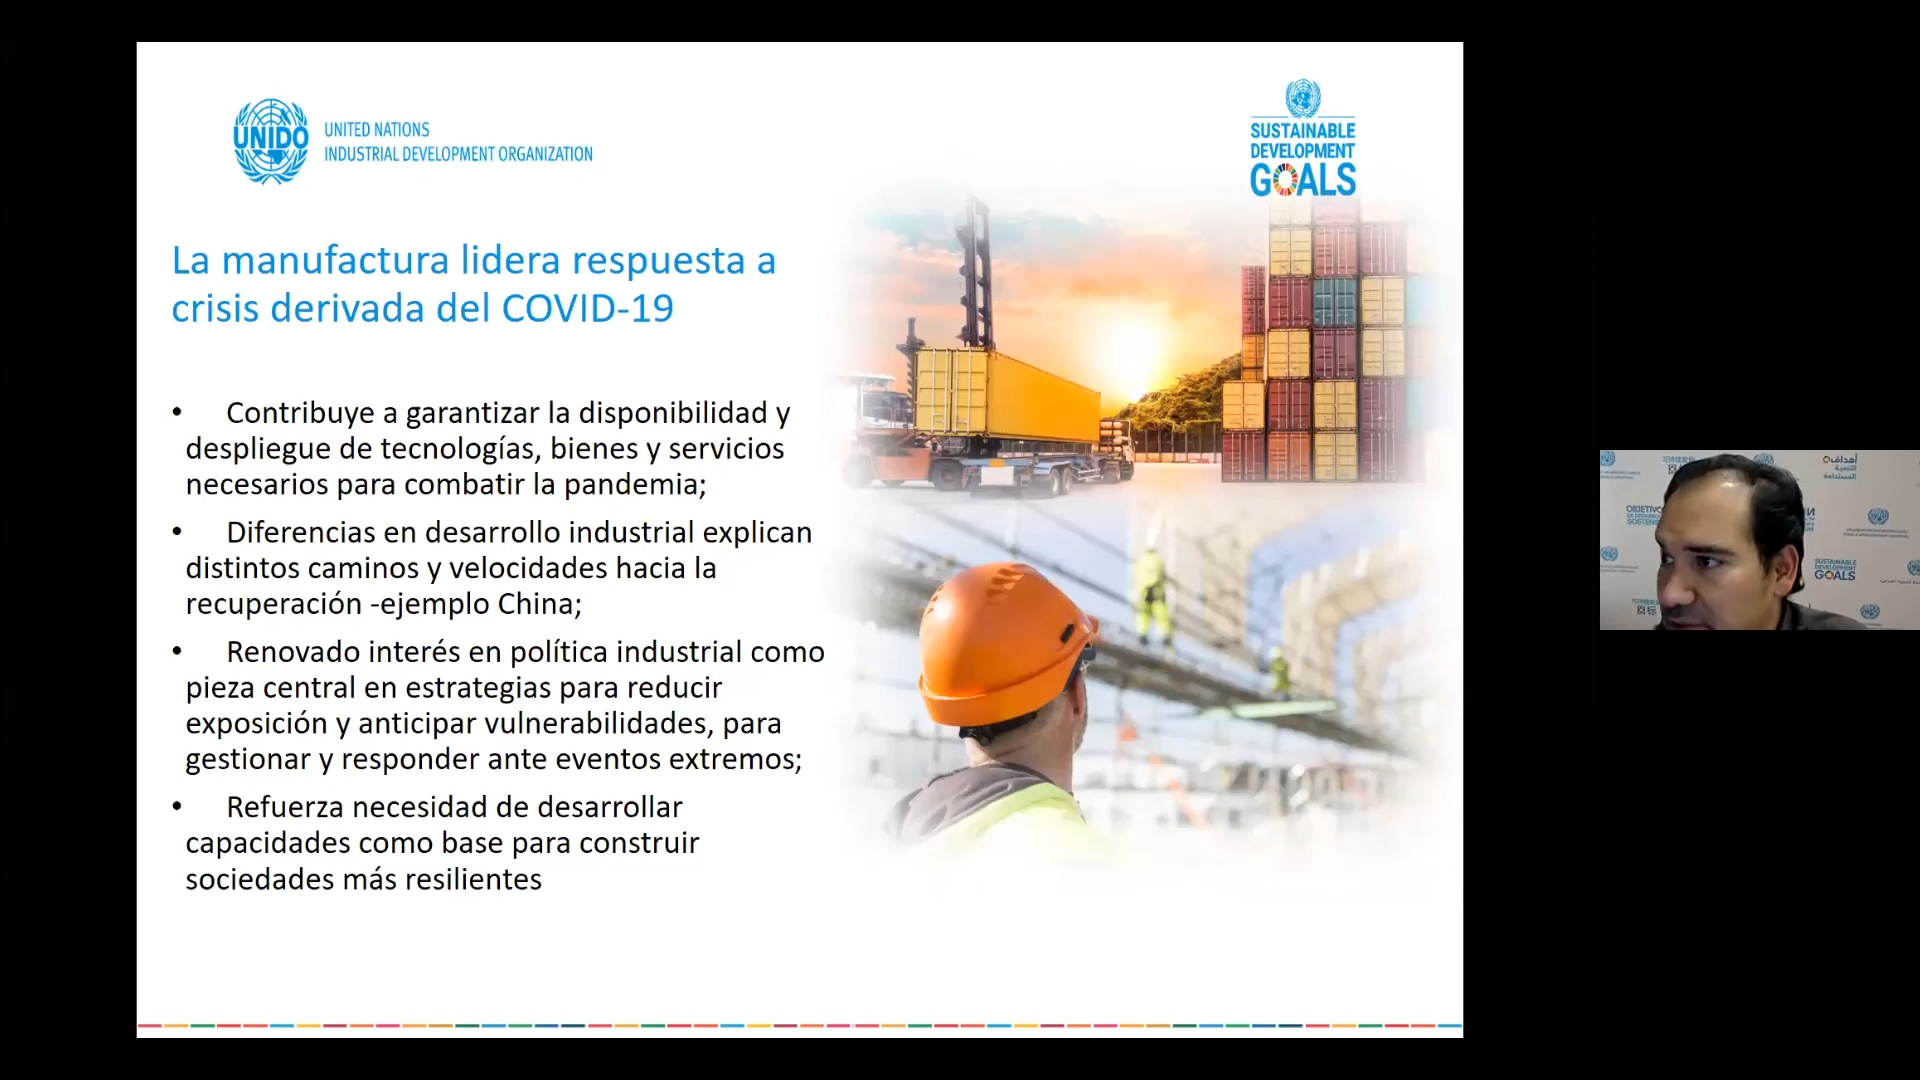 UNIDO
UNITED NATIONS
INDUSTRIAL DEVELOPMENT ORGANIZATION
SUSTAINABLE
DEVELOPMENT
GOALS
La manufactura lidera respuesta a
crisis derivada del COVID-19
• Contribuye a garantizar la disponibilidad y
despliegue de tecnologías, bienes y servicios
necesarios para combatir la pandemia;
• Diferencias en desarrollo industrial explican
distintos caminos y velocidades hacia la
recuperación -ejemplo China;
• Renovado interés en política industrial como
pieza central en estrategias para reducir
exposición y anticipar vulnerabilidades, para
gestionar y responder ante eventos extremos;
• Refuerza necesidad de desarrollar
capacidades como base para construir
sociedades más resilientes
أهداف
التنمية
المستدامة
SUSTAINABLE
DEVELOPMENT
GOALS